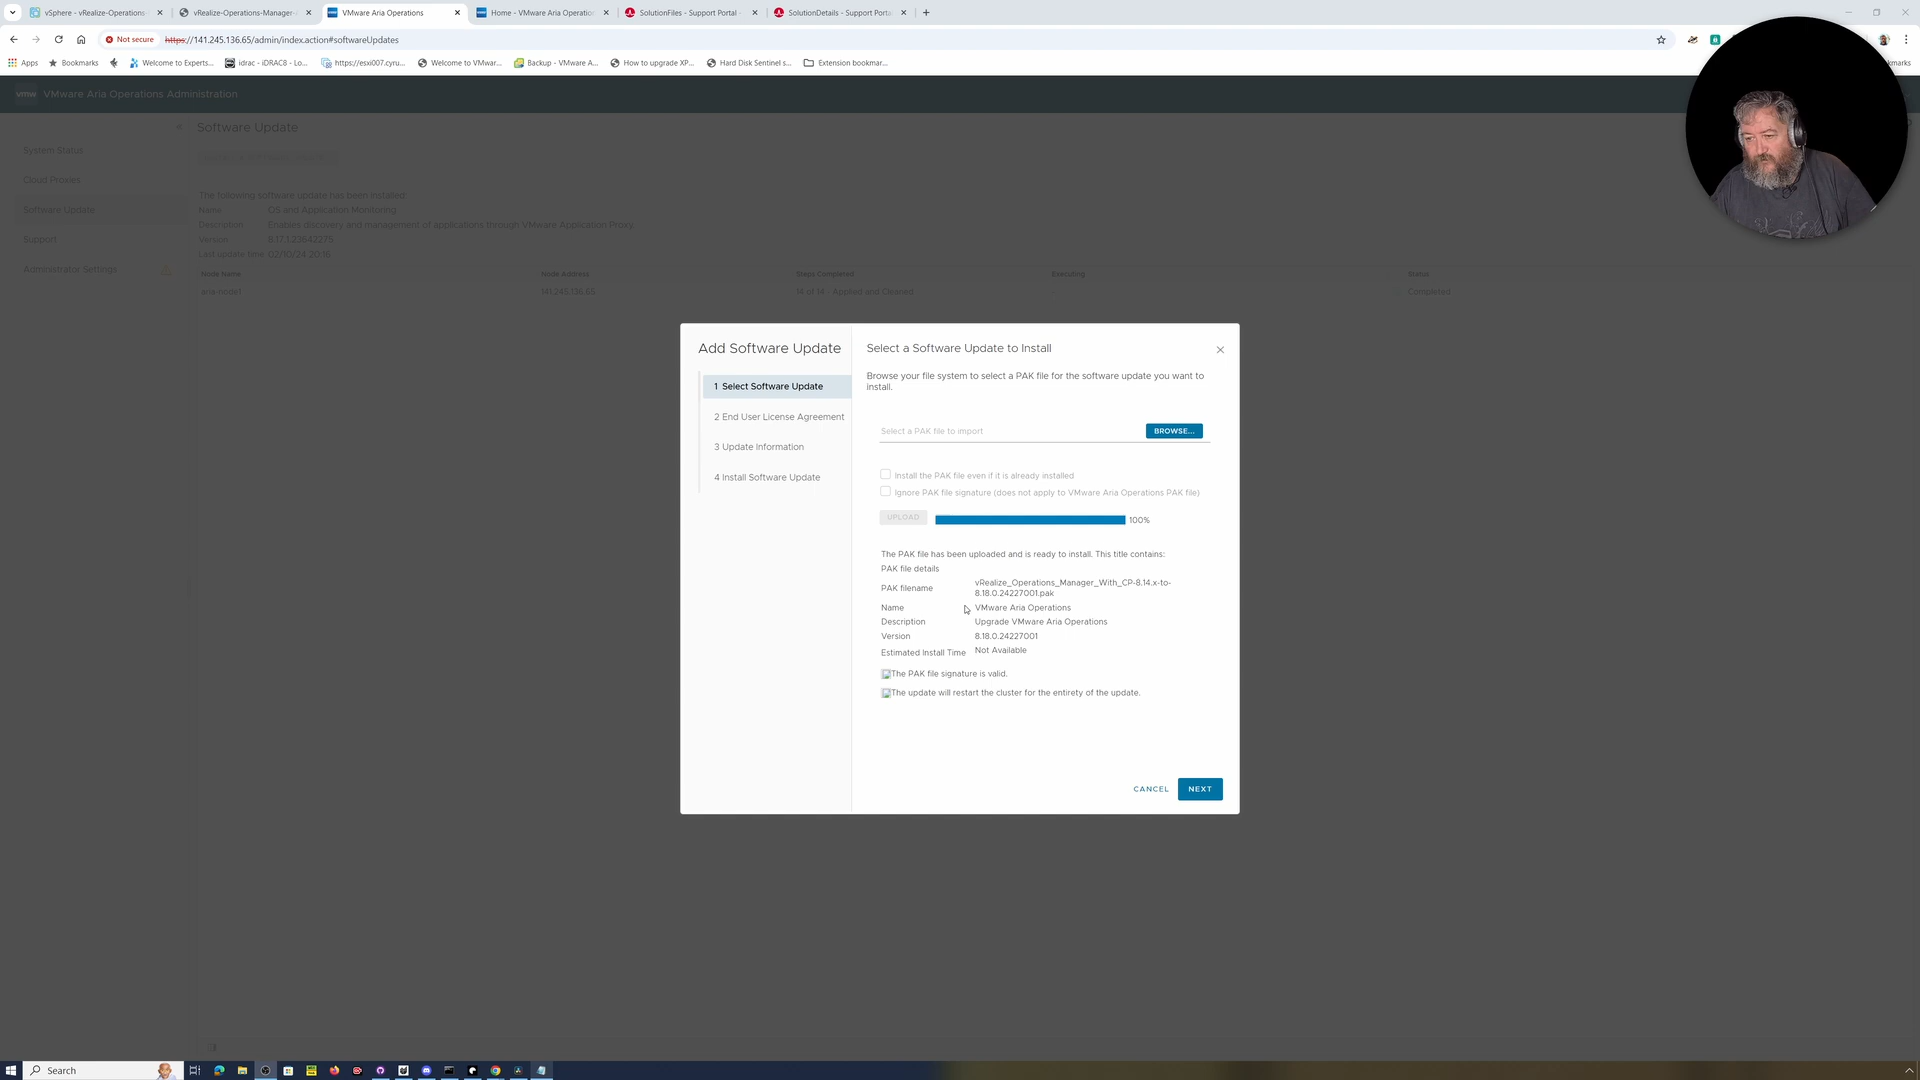 vSphere - vRealize-Operations
vRealize-Operations-Manager-
VMware Aria Operations
Home - VMware Aria Operation
SolutionFiles - Support Portal -
SolutionDetails - Support Porta
Not secure
https://141.245.136.65/admin/index.action#softwareUpdates
Apps
Bookmarks
Welcome to Experts...
idrac - iDRAC8 - Lo...
https://esxi007.cyru...
Welcome to VMwar...
Backup - VMware A...
How to upgrade XP...
Hard Disk Sentinel s...
Extension bookmar...
kmarks
vmw VMware Aria Operations Administration
Software Update
System Status
Cloud Proxies
Software Update
Support
Administrator Settings
The following software update has been installed:
Name OS and Application Monitoring
Description Enables discovery and management of applications through VMware Application Proxy.
Version 8.17.1.23642275
Last update time 02/10/24 20:16
Node Name Node Address Steps Completed Executing Status
aria-node1 141.245.136.65 14 of 14 Applied and Cleaned Completed
Add Software Update
1 Select Software Update
2 End User License Agreement
3 Update Information
4 Install Software Update
Select a Software Update to Install
Browse your file system to select a PAK file for the software update you want to
install.
Select a PAK file to import
BROWSE...
Install the PAK file even if it is already installed
Ignore PAK file signature (does not apply to VMware Aria Operations PAK file)
UPLOAD 100%
The PAK file has been uploaded and is ready to install. This title contains:
PAK file details
PAK filename vRealize_Operations_Manager_With_CP-8.14.x-to-
8.18.0.24227001.pak
Name VMware Aria Operations
Description Upgrade VMware Aria Operations
Version 8.18.0.24227001
Estimated Install Time Not Available
The PAK file signature is valid.
The update will restart the cluster for the entirety of the update.
CANCEL
NEXT
Search